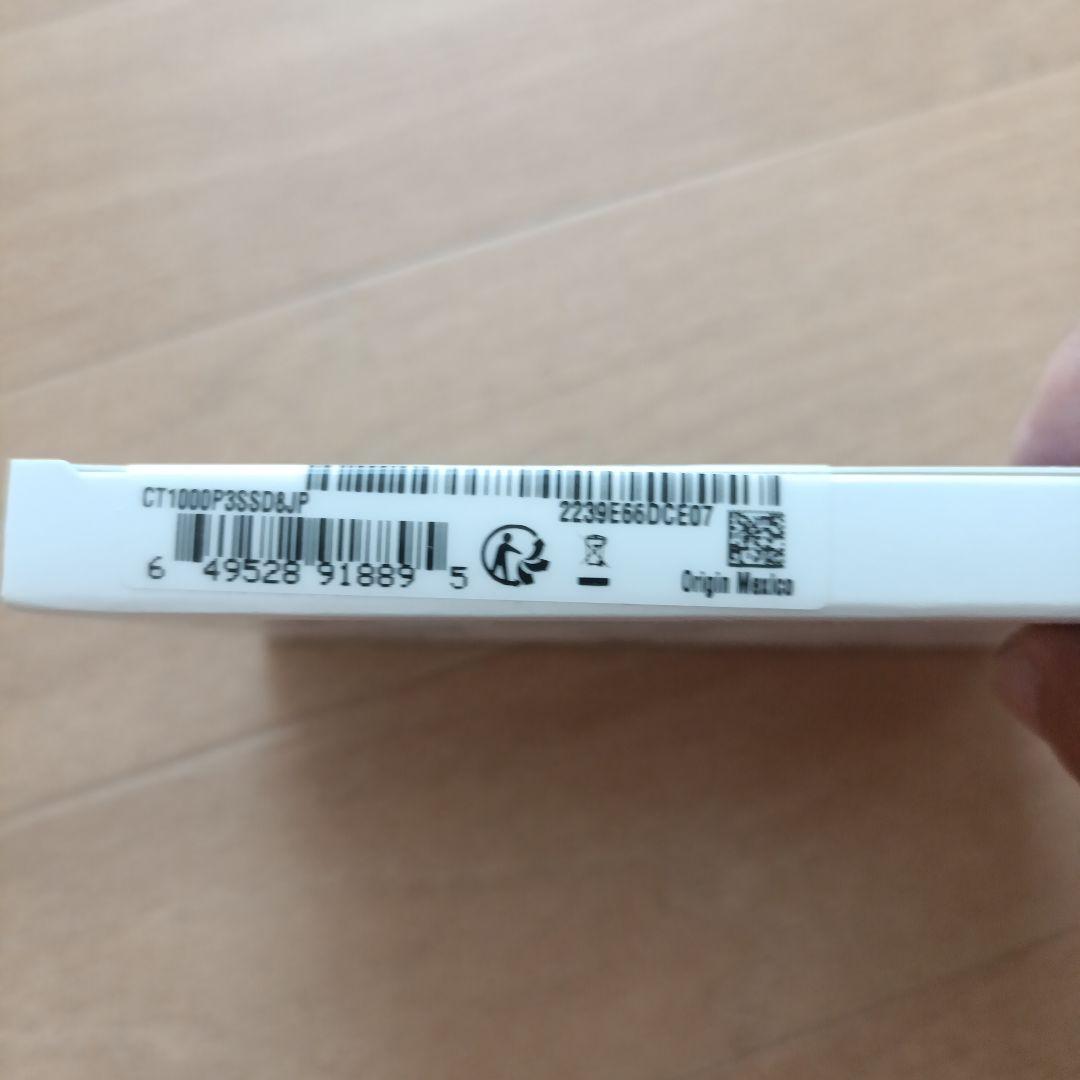 CT1000P3SSD8JP
2239E66DCE07
6 49528 91889 5
Origin Mexico